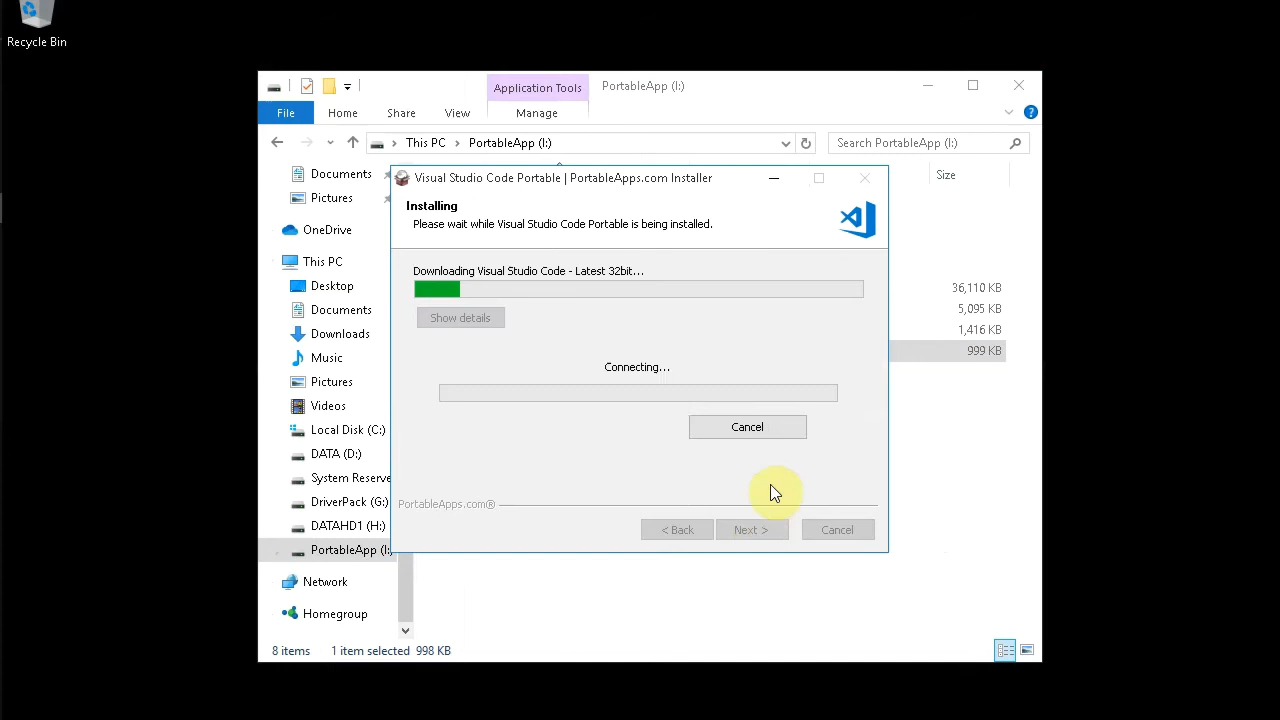 Recycle Bin
Application Tools
PortableApp (I:)
File
Home
Share
View
Manage
This PC
PortableApp (I:)
Search PortableApp (I:)
Documents
Pictures
OneDrive
This PC
Desktop
Documents
Downloads
Music
Pictures
Videos
Local Disk (C:)
DATA (D:)
System Reserve
DriverPack (G:)
DATAHD1 (H:)
PortableApp (I:
Network
Homegroup
Size
36,110 KB
5,095 KB
1,416 KB
999 KB
Visual Studio Code Portable | PortableApps.com Installer
Installing
Please wait while Visual Studio Code Portable is being installed.
Downloading Visual Studio Code - Latest 32bit...
Show details
Connecting...
Cancel
PortableApps.com®
< Back
Next >
Cancel
8 items
1 item selected 998 KB